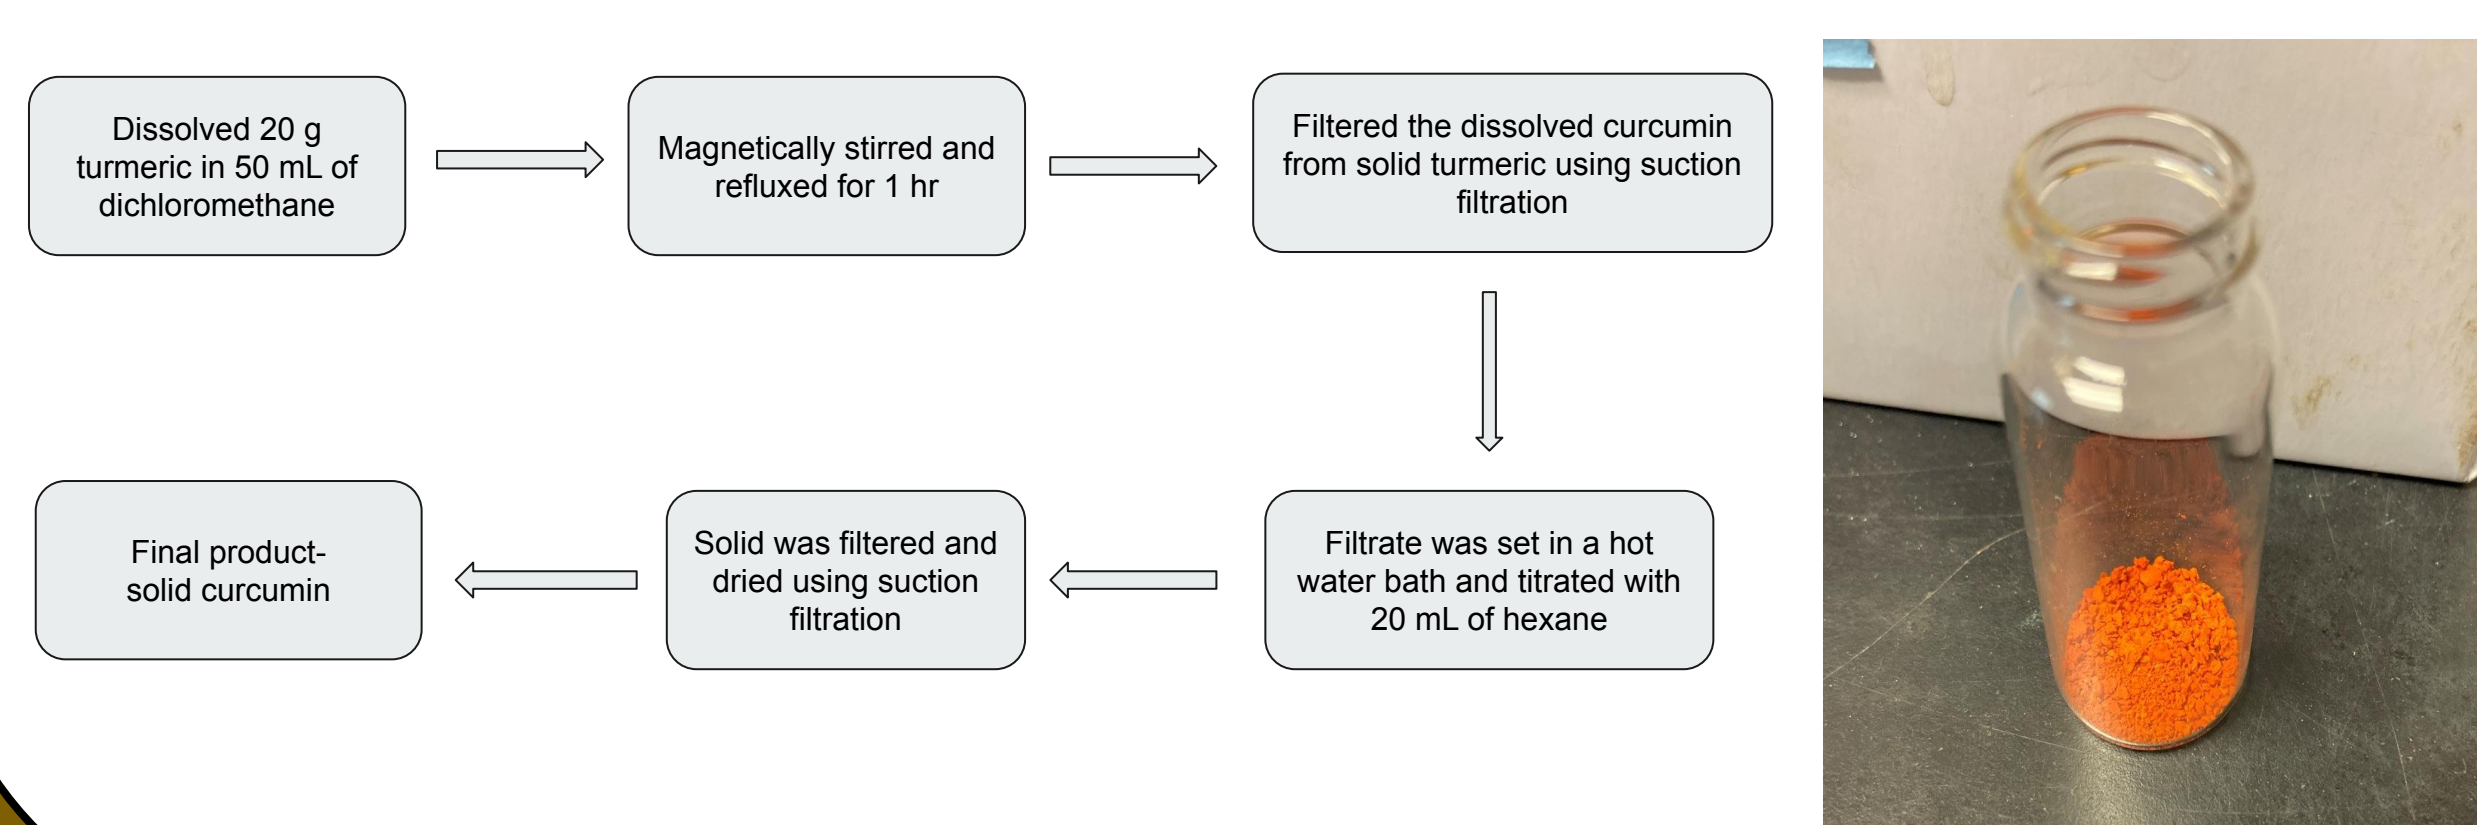 Dissolved 20 g
turmeric in 50 mL of
dichloromethane
Magnetically stirred and
refluxed for 1 hr
Filtered the dissolved curcumin
from solid turmeric using suction
filtration
Filtrate was set in a hot
water bath and titrated with
20 mL of hexane
Solid was filtered and
dried using suction
filtration
Final product-
solid curcumin